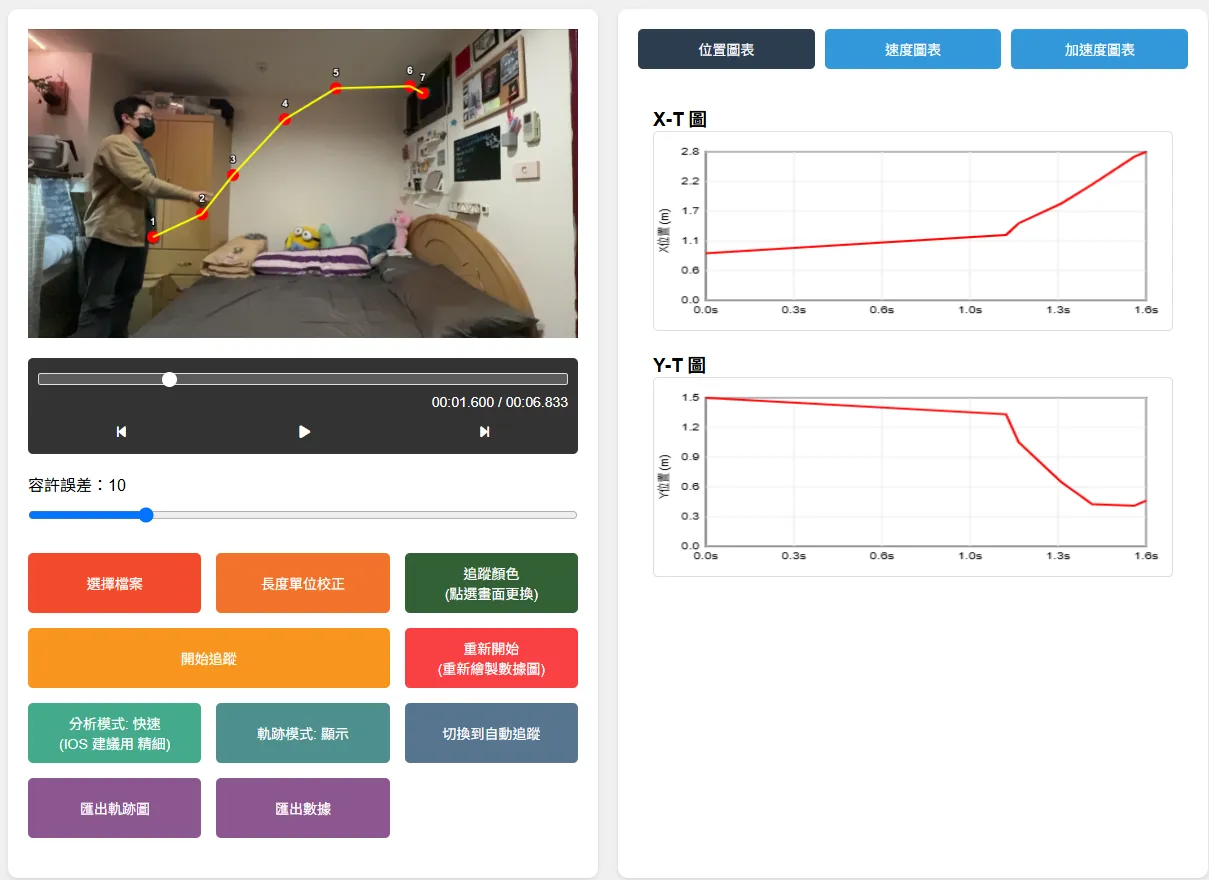 1
2
3
4
5
6
7
00:01.600 / 00:06.833
容許誤差：10
選擇檔案
長度單位校正
追蹤顏色
(點選畫面更換)
開始追蹤
重新開始
(重新繪製數據圖)
分析模式: 快速
(IOS 建議用 精細)
軌跡模式: 顯示
切換到自動追蹤
匯出軌跡圖
匯出數據
位置圖表
速度圖表
加速度圖表
X-T 圖
X位置 (m)
2.8
2.2
1.7
1.1
0.6
0.0
0.0s
0.3s
0.6s
1.0s
1.3s
1.6s
Y-T 圖
Y位置 (m)
1.5
1.2
0.9
0.6
0.3
0.0
0.0s
0.3s
0.6s
1.0s
1.3s
1.6s